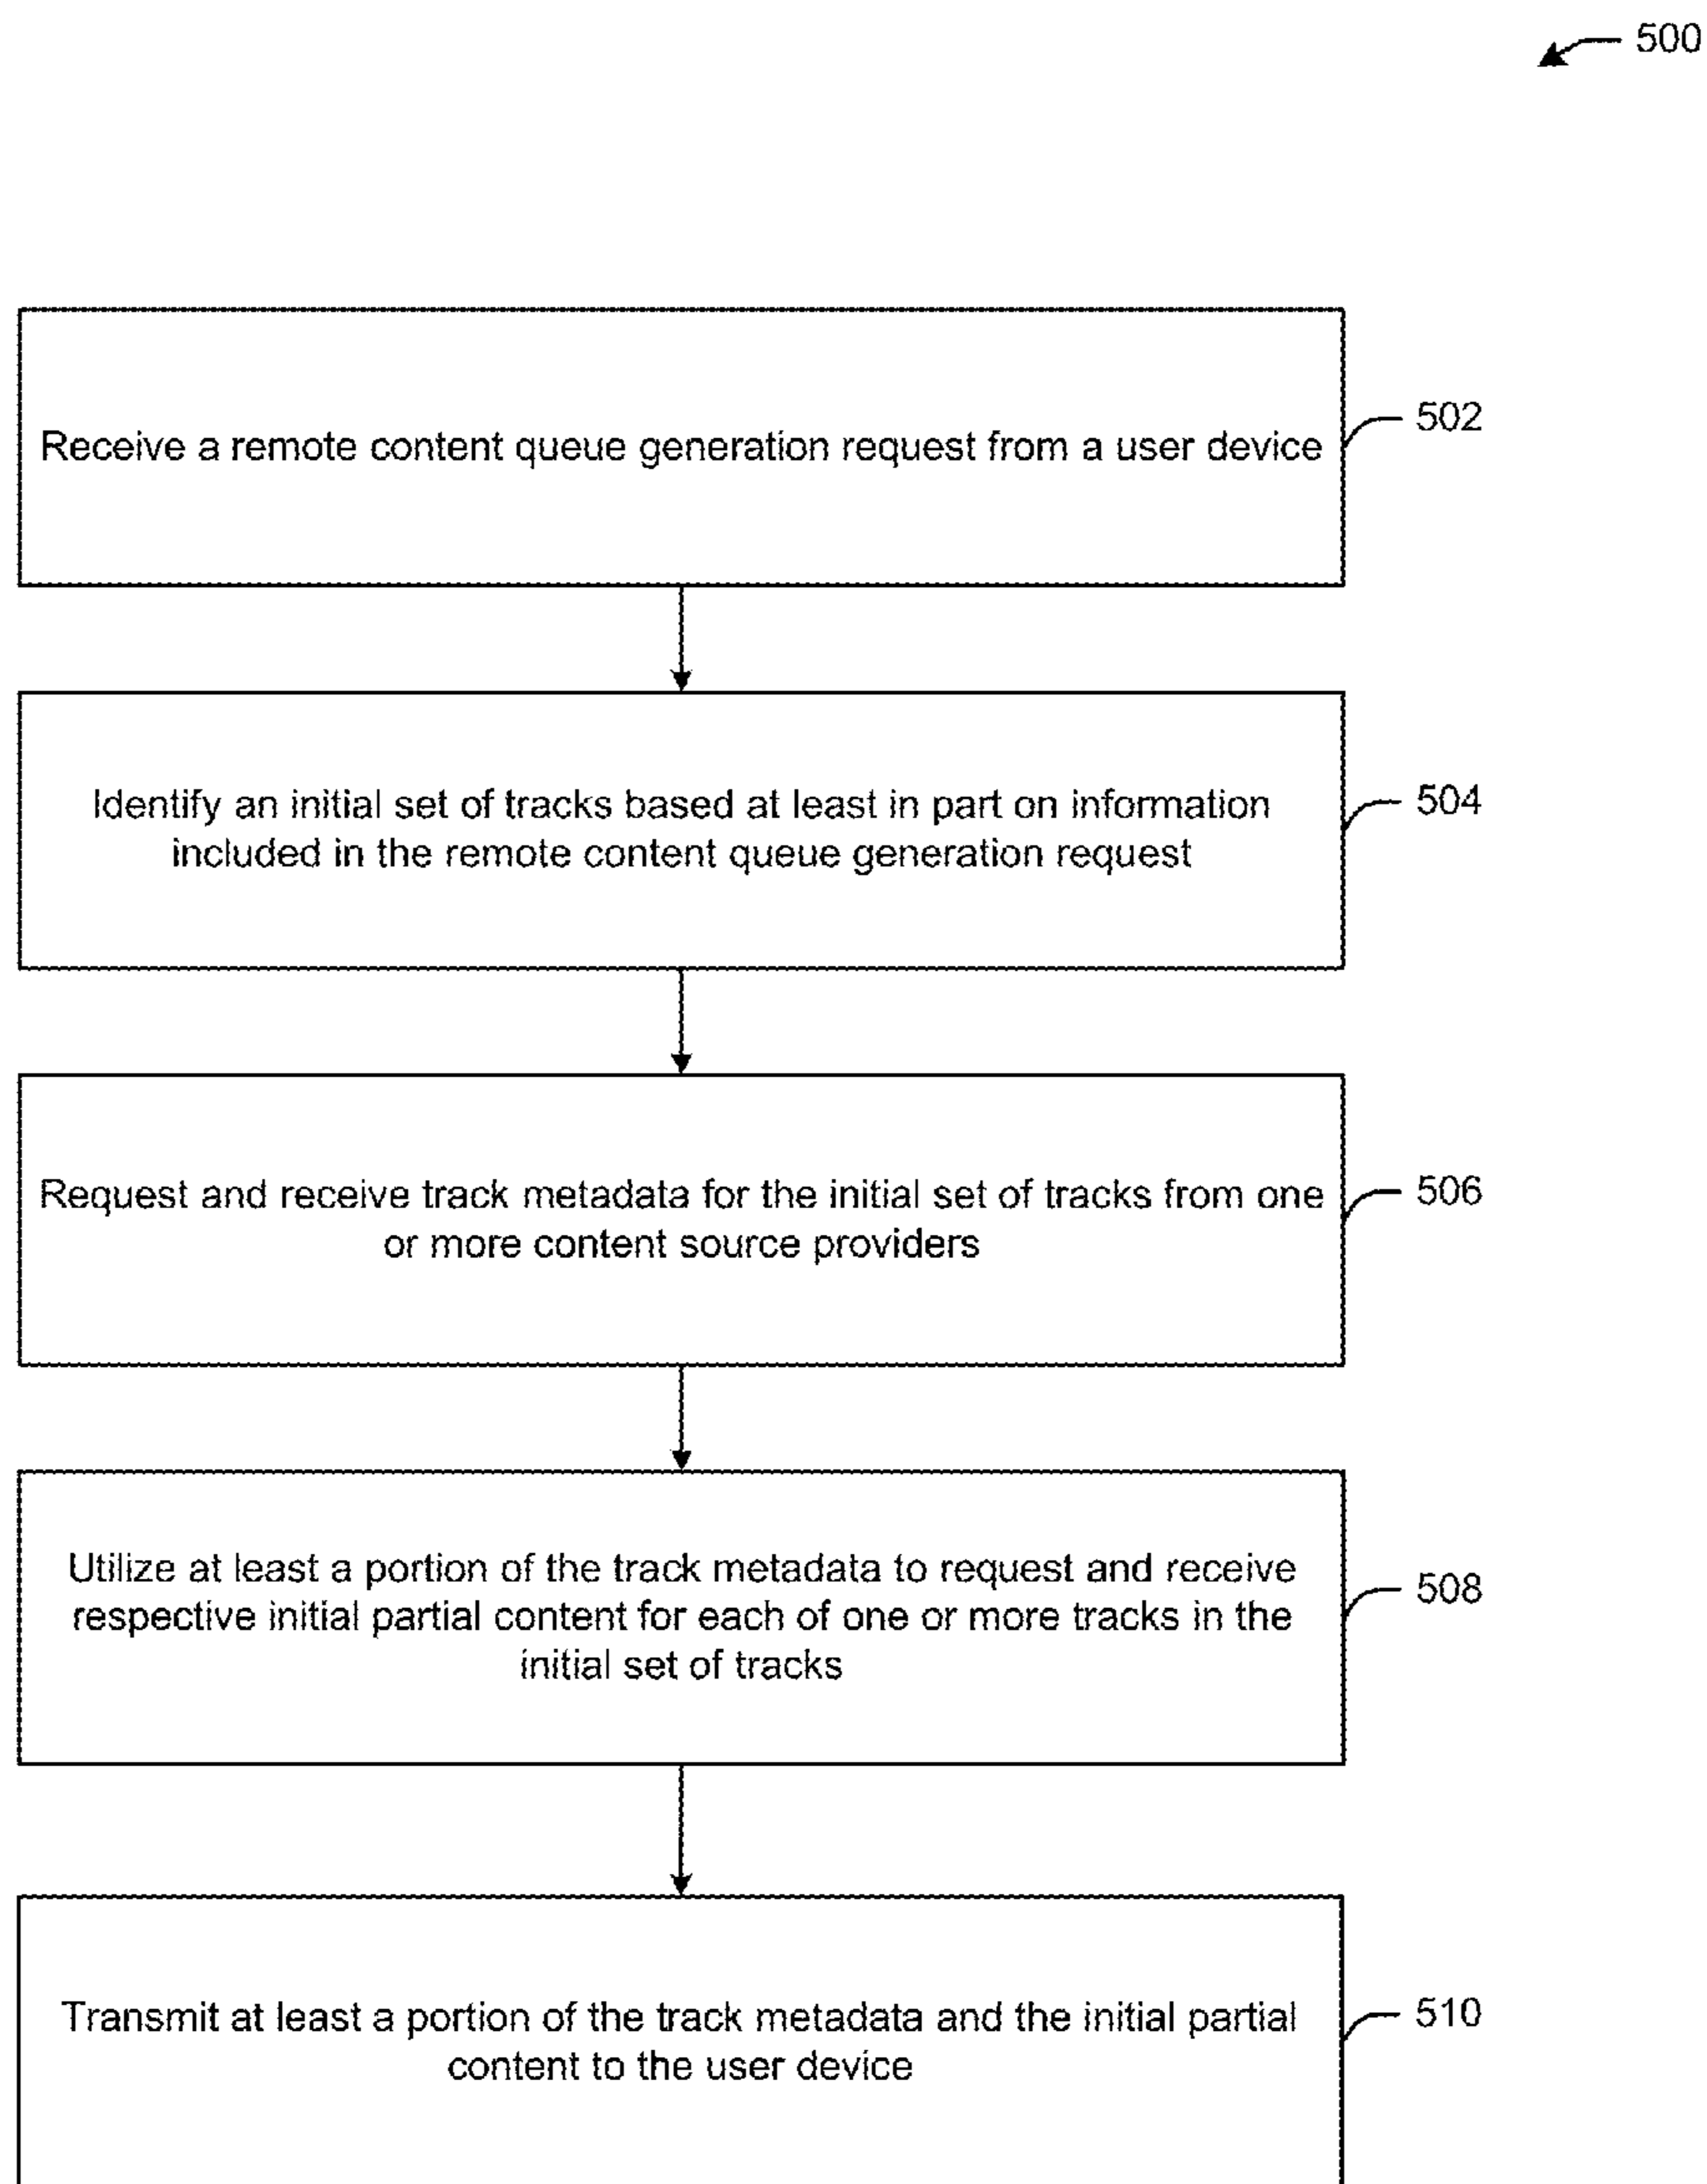 500
Receive a remote content queue generation request from a user device
502
Identify an initial set of tracks based at least in part on information
included in the remote content queue generation request
504
Request and receive track metadata for the initial set of tracks from one
or more content source providers
506
Utilize at least a portion of the track metadata to request and receive
respective initial partial content for each of one or more tracks in the
initial set of tracks
508
Transmit at least a portion of the track metadata and the initial partial
content to the user device
510